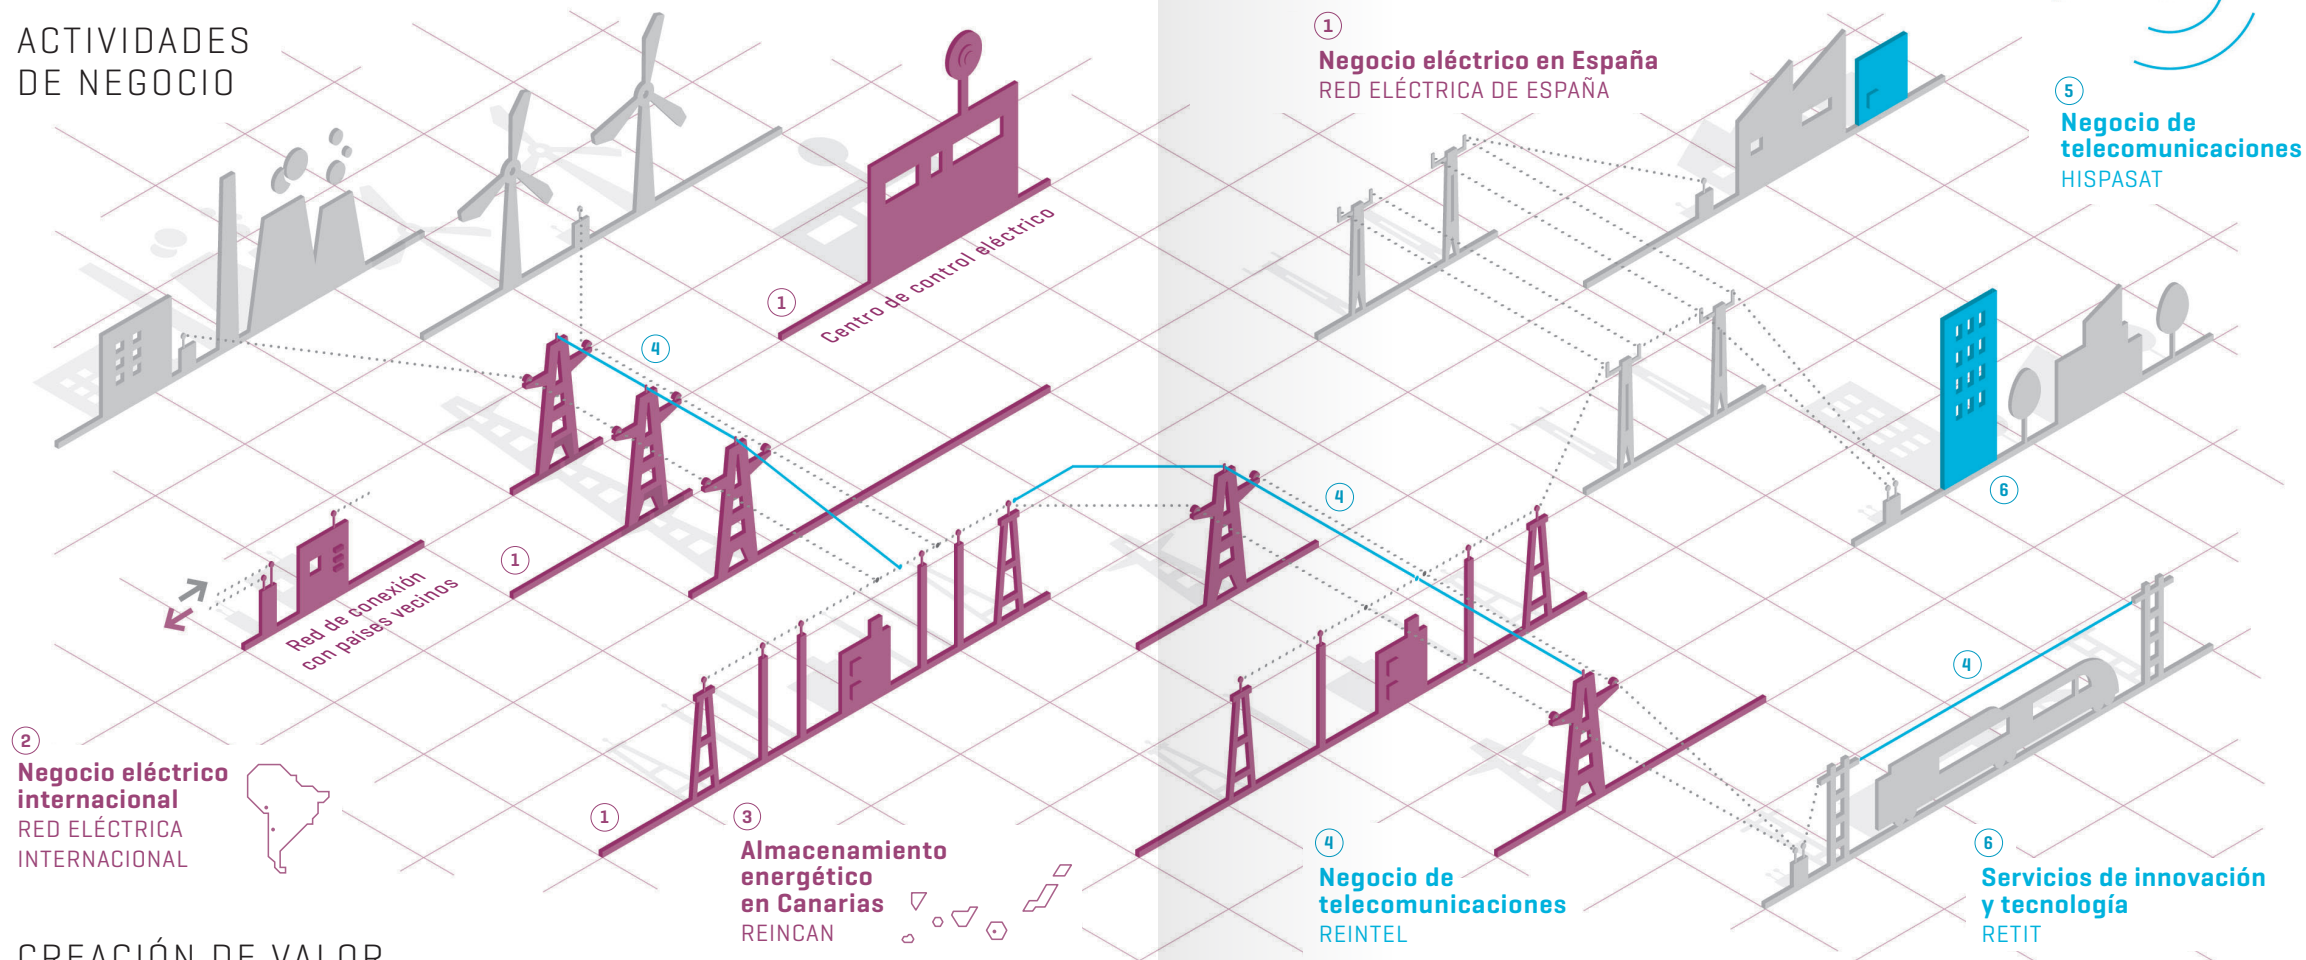 ACTIVIDADES
DE NEGOCIO
1
Negocio eléctrico en España
RED ELÉCTRICA DE ESPAÑA
5
Negocio de
telecomunicaciones
HISPASAT
1
Centro de control eléctrico
4
1
Red de conexión
con países vecinos
4
6
4
2
Negocio eléctrico
internacional
RED ELÉCTRICA
INTERNACIONAL
1
3
Almacenamiento
energético
en Canarias
REINCAN
4
Negocio de
telecomunicaciones
REINTEL
6
Servicios de innovación
y tecnología
RETIT
CREACIÓN DE VALOR